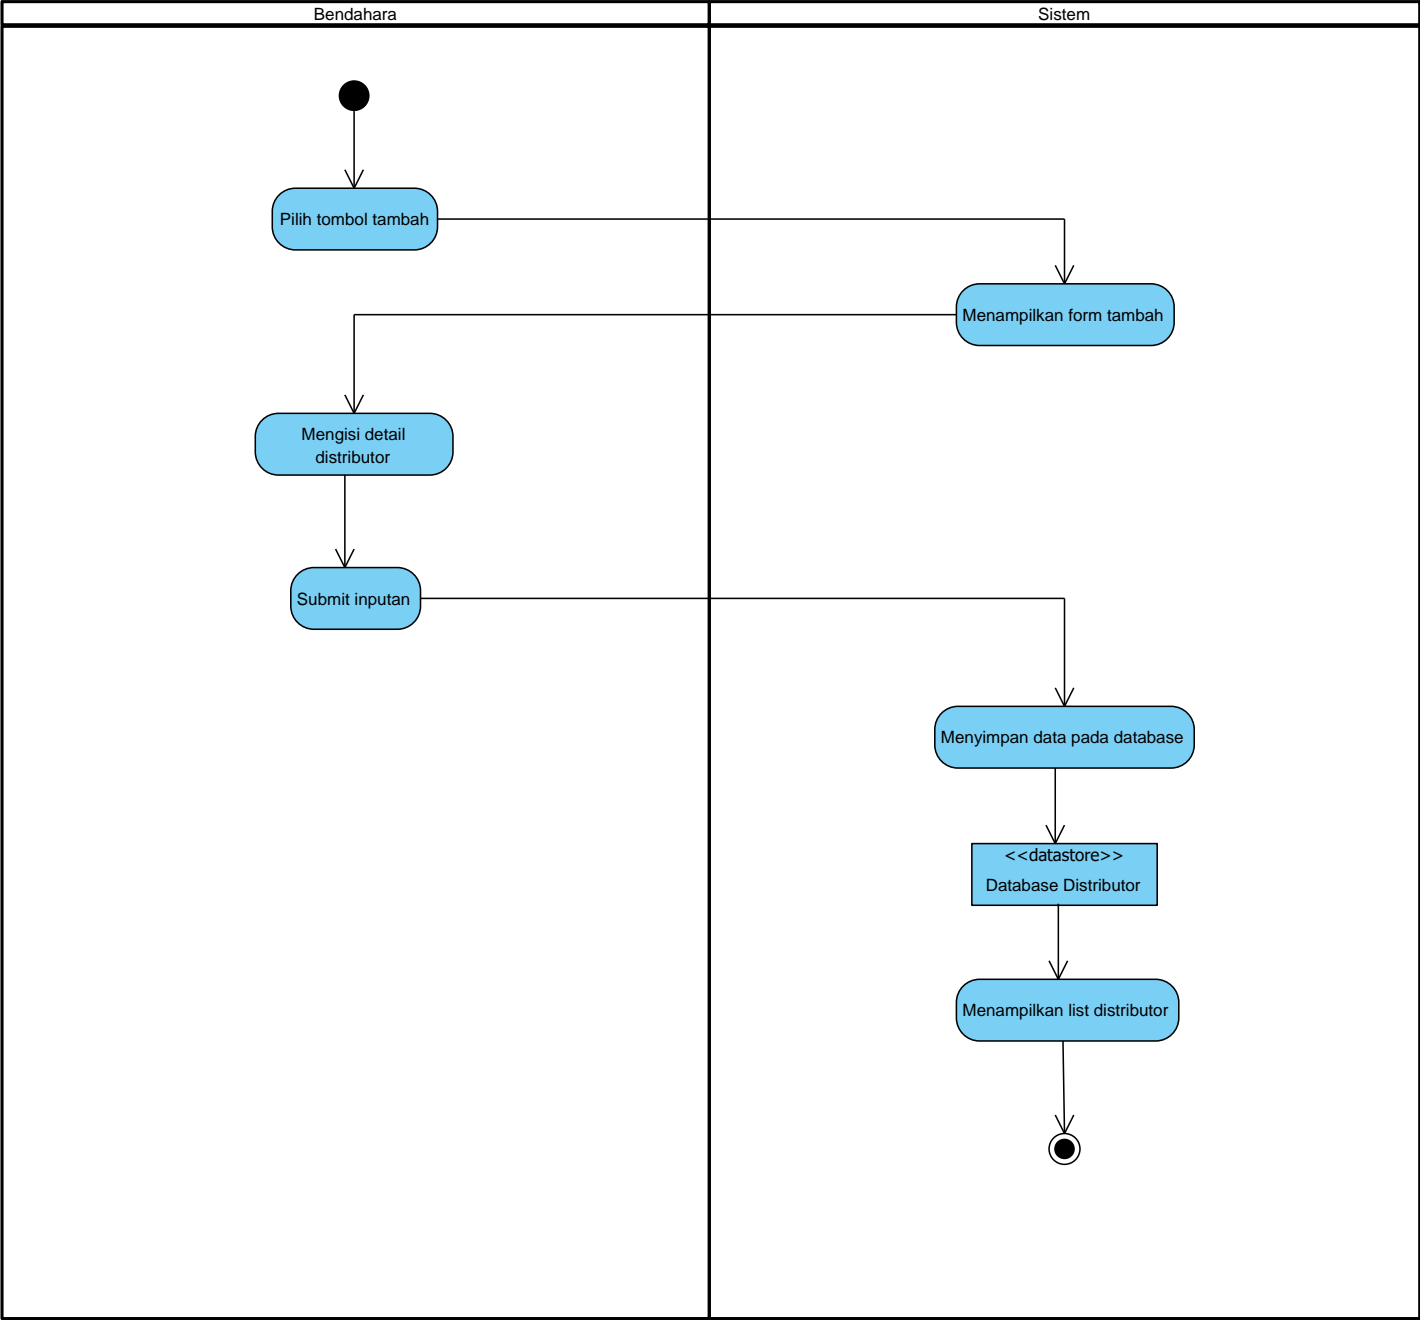 Bendahara
Sistem
Pilih tombol tambah
Menampilkan form tambah
Mengisi detail
distributor
Submit inputan
Menyimpan data pada database
<<datastore>>
Database Distributor
Menampilkan list distributor